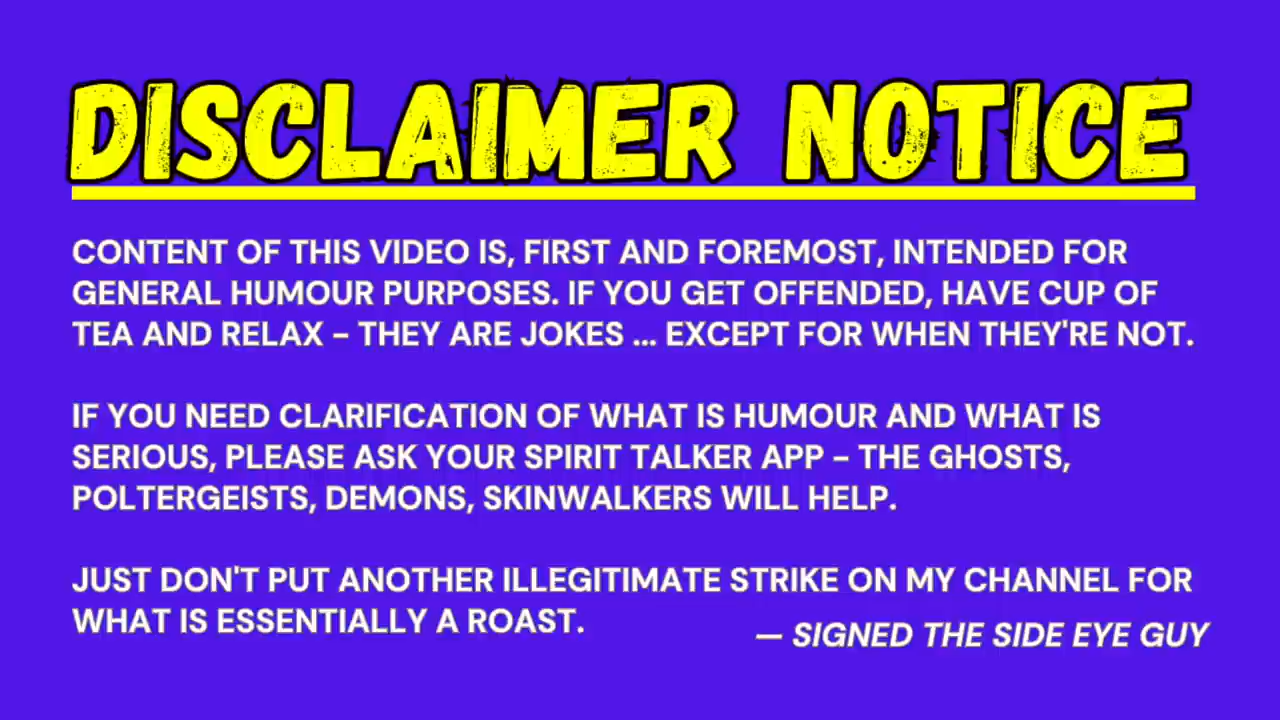 DISCLAIMER NOTICE
CONTENT OF THIS VIDEO IS, FIRST AND FOREMOST, INTENDED FOR
GENERAL HUMOUR PURPOSES. IF YOU GET OFFENDED, HAVE CUP OF
TEA AND RELAX – THEY ARE JOKES ... EXCEPT FOR WHEN THEY'RE NOT.
IF YOU NEED CLARIFICATION OF WHAT IS HUMOUR AND WHAT IS
SERIOUS, PLEASE ASK YOUR SPIRIT TALKER APP – THE GHOSTS,
POLTERGEISTS, DEMONS, SKINWALKERS WILL HELP.
JUST DON'T PUT ANOTHER ILLEGITIMATE STRIKE ON MY CHANNEL FOR
WHAT IS ESSENTIALLY A ROAST.
— SIGNED THE SIDE EYE GUY